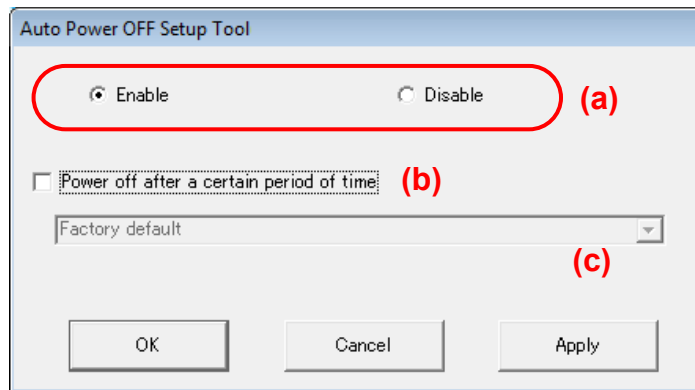 Auto Power OFF Setup Tool
Enable Disable (a)
Power off after a certain period of time (b)
Factory default
(c)
OK Cancel Apply